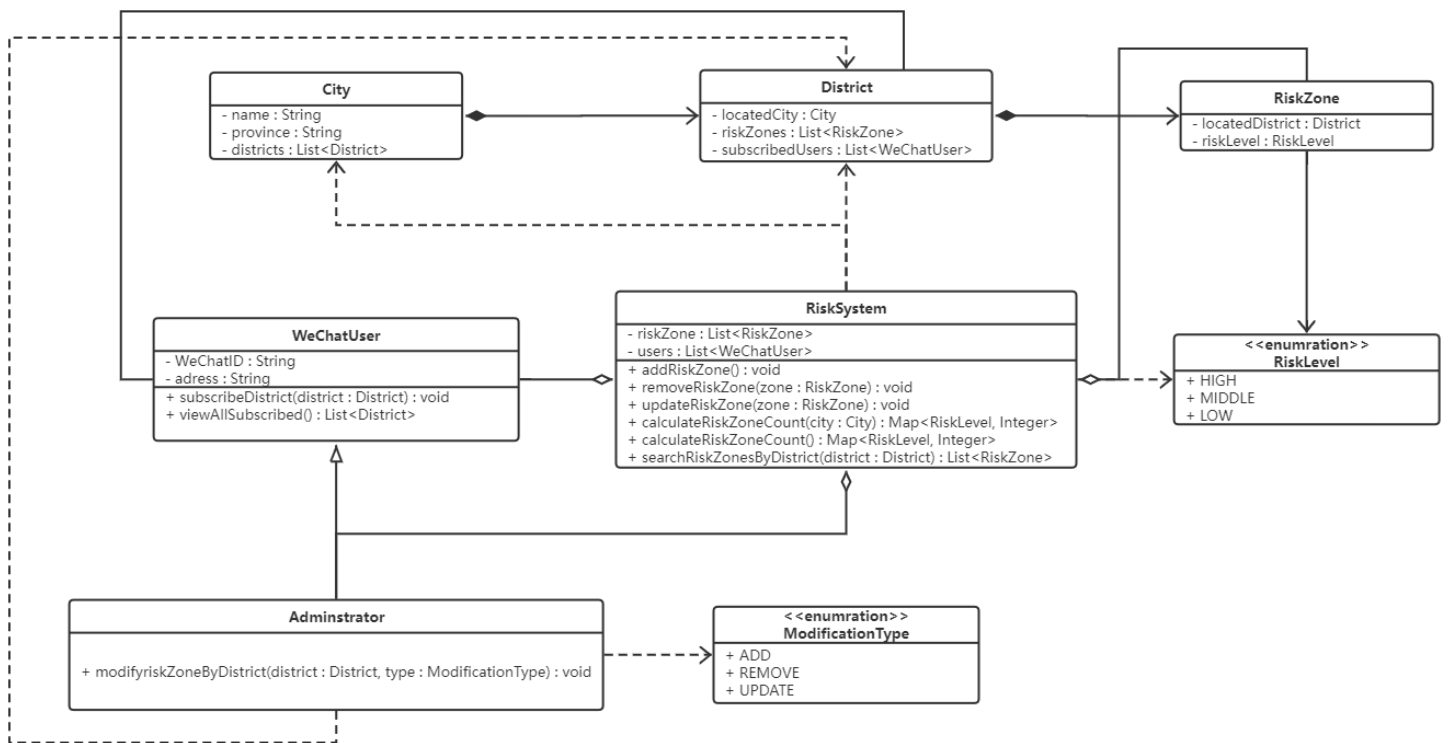 City
- name : String
- province : String
- districts : List<District>
District
- locatedCity : City
- riskZones : List<RiskZone>
- subscribedUsers : List<WeChatUser>
RiskZone
- locatedDistrict : District
- riskLevel : RiskLevel
WeChatUser
- WeChatID : String
- adress : String
+ subscribeDistrict(district : District) : void
+ viewAllSubscribed() : List<District>
RiskSystem
- riskZone : List<RiskZone>
- users : List<WeChatUser>
+ addRiskZone() : void
+ removeRiskZone(zone : RiskZone) : void
+ updateRiskZone(zone : RiskZone) : void
+ calculateRiskZoneCount(city : City) : Map<RiskLevel, Integer>
+ calculateRiskZoneCount() : Map<RiskLevel, Integer>
+ searchRiskZonesByDistrict(district : District) : List<RiskZone>
<<enumration>>
RiskLevel
+ HIGH
+ MIDDLE
+ LOW
Adminstrator
+ modifyriskZoneByDistrict(district : District, type : ModificationType) : void
<<enumration>>
ModificationType
+ ADD
+ REMOVE
+ UPDATE